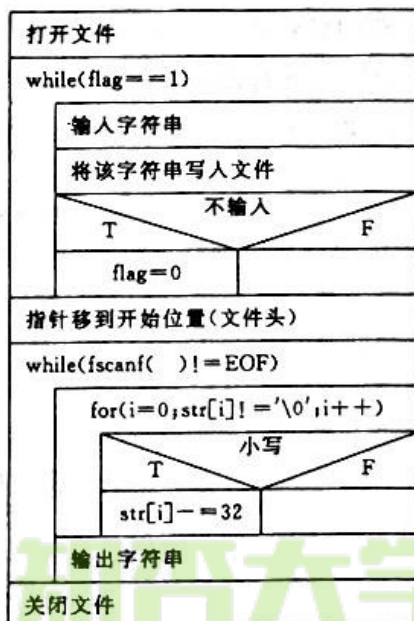 打开文件
while(flag==1)
输入字符串
将该字符串写入文件
不输入
T
F
flag=0
指针移到开始位置(文件头)
while(fscanf( )!=EOF)
for(i=0;str[i]!='\0';i++)
小写
T
F
str[i]-=32
输出字符串
关闭文件